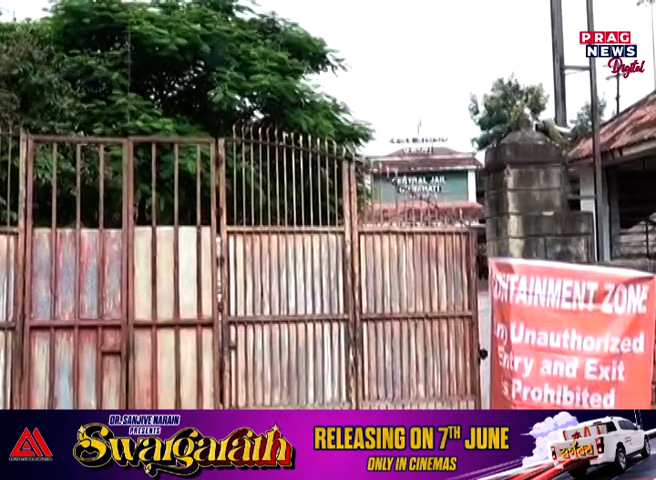 PRAG
NEWS
Digital
CENTRAL JAIL
GUWAHATI
CONTAINMENT ZONE
Unauthorized
Entry and Exit
Prohibited
DR. SANJIVE NARAIN
PRESENTS
Swargarath
RELEASING ON 7TH JUNE
ONLY IN CINEMAS